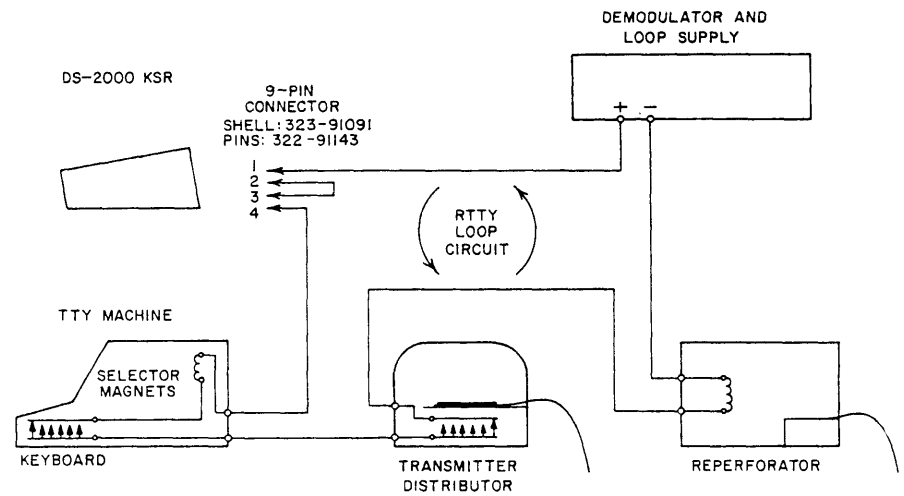 DEMODULATOR AND
LOOP SUPPLY
+ −
DS-2000 KSR
9-PIN
CONNECTOR
SHELL: 323-91091
PINS: 322-91143
1
2
3
4
RTTY
LOOP
CIRCUIT
TTY MACHINE
SELECTOR
MAGNETS
KEYBOARD
TRANSMITTER
DISTRIBUTOR
REPERFORATOR